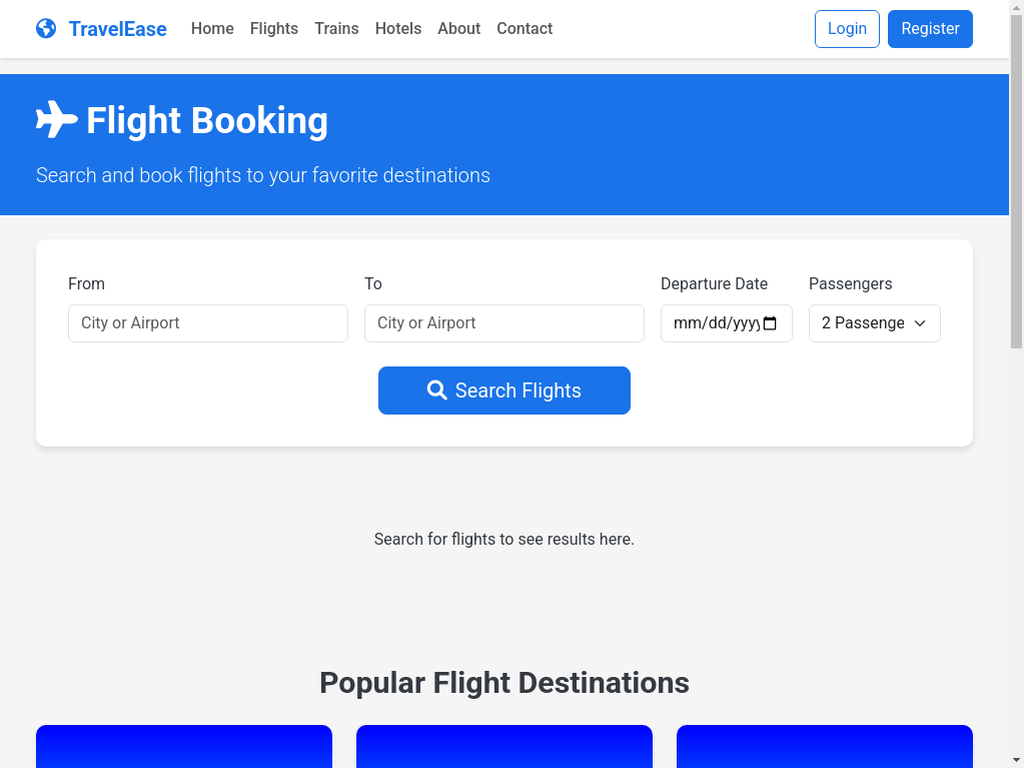 TravelEase Home Flights Trains Hotels About Contact Login Register
Flight Booking
Search and book flights to your favorite destinations
From To Departure Date Passengers
City or Airport City or Airport mm/dd/yyyy 2 Passenge
Search Flights
Search for flights to see results here.
Popular Flight Destinations